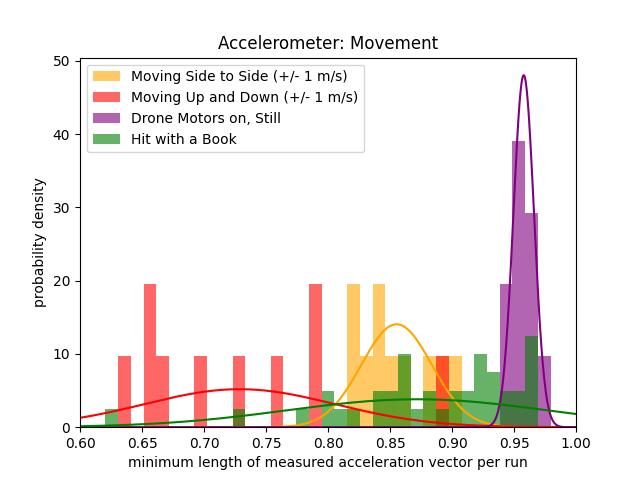 Accelerometer: Movement
Moving Side to Side (+/- 1 m/s)
Moving Up and Down (+/- 1 m/s)
Drone Motors on, Still
Hit with a Book
probability density
50
40
30
20
10
0
0.60 0.65 0.70 0.75 0.80 0.85 0.90 0.95 1.00
minimum length of measured acceleration vector per run